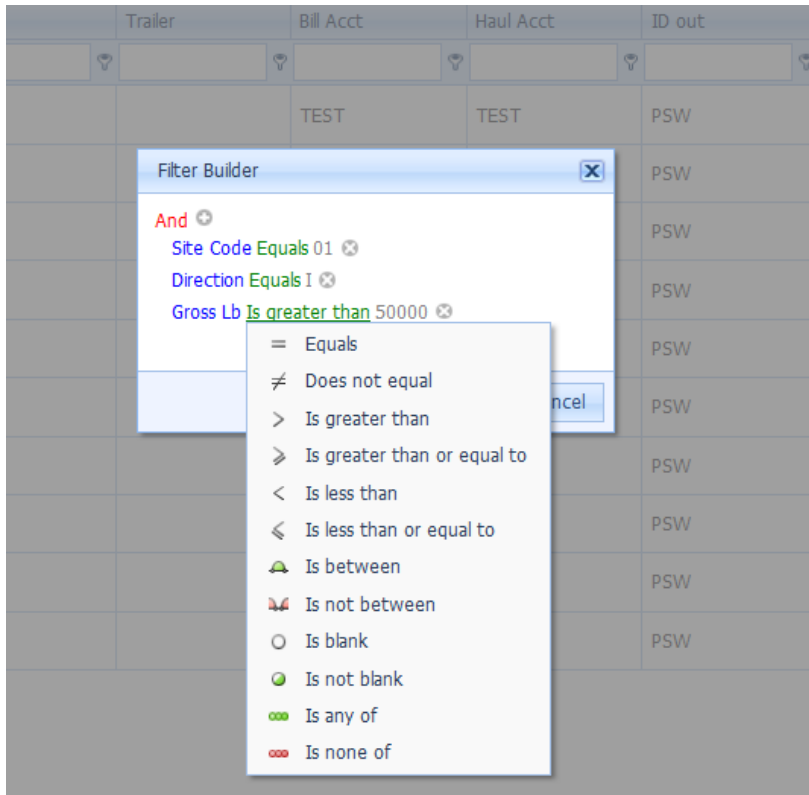 Trailer Bill Acct Haul Acct ID out
TEST TEST PSW
Filter Builder
PSW
And
PSW
Site Code Equals 01
Direction Equals I
PSW
Gross Lb Is greater than 50000
= Equals
PSW
≠ Does not equal
ncel
PSW
> Is greater than
⩾ Is greater than or equal to
PSW
< Is less than
⩽ Is less than or equal to
PSW
Is between
PSW
Is not between
Is blank
PSW
Is not blank
Is any of
Is none of